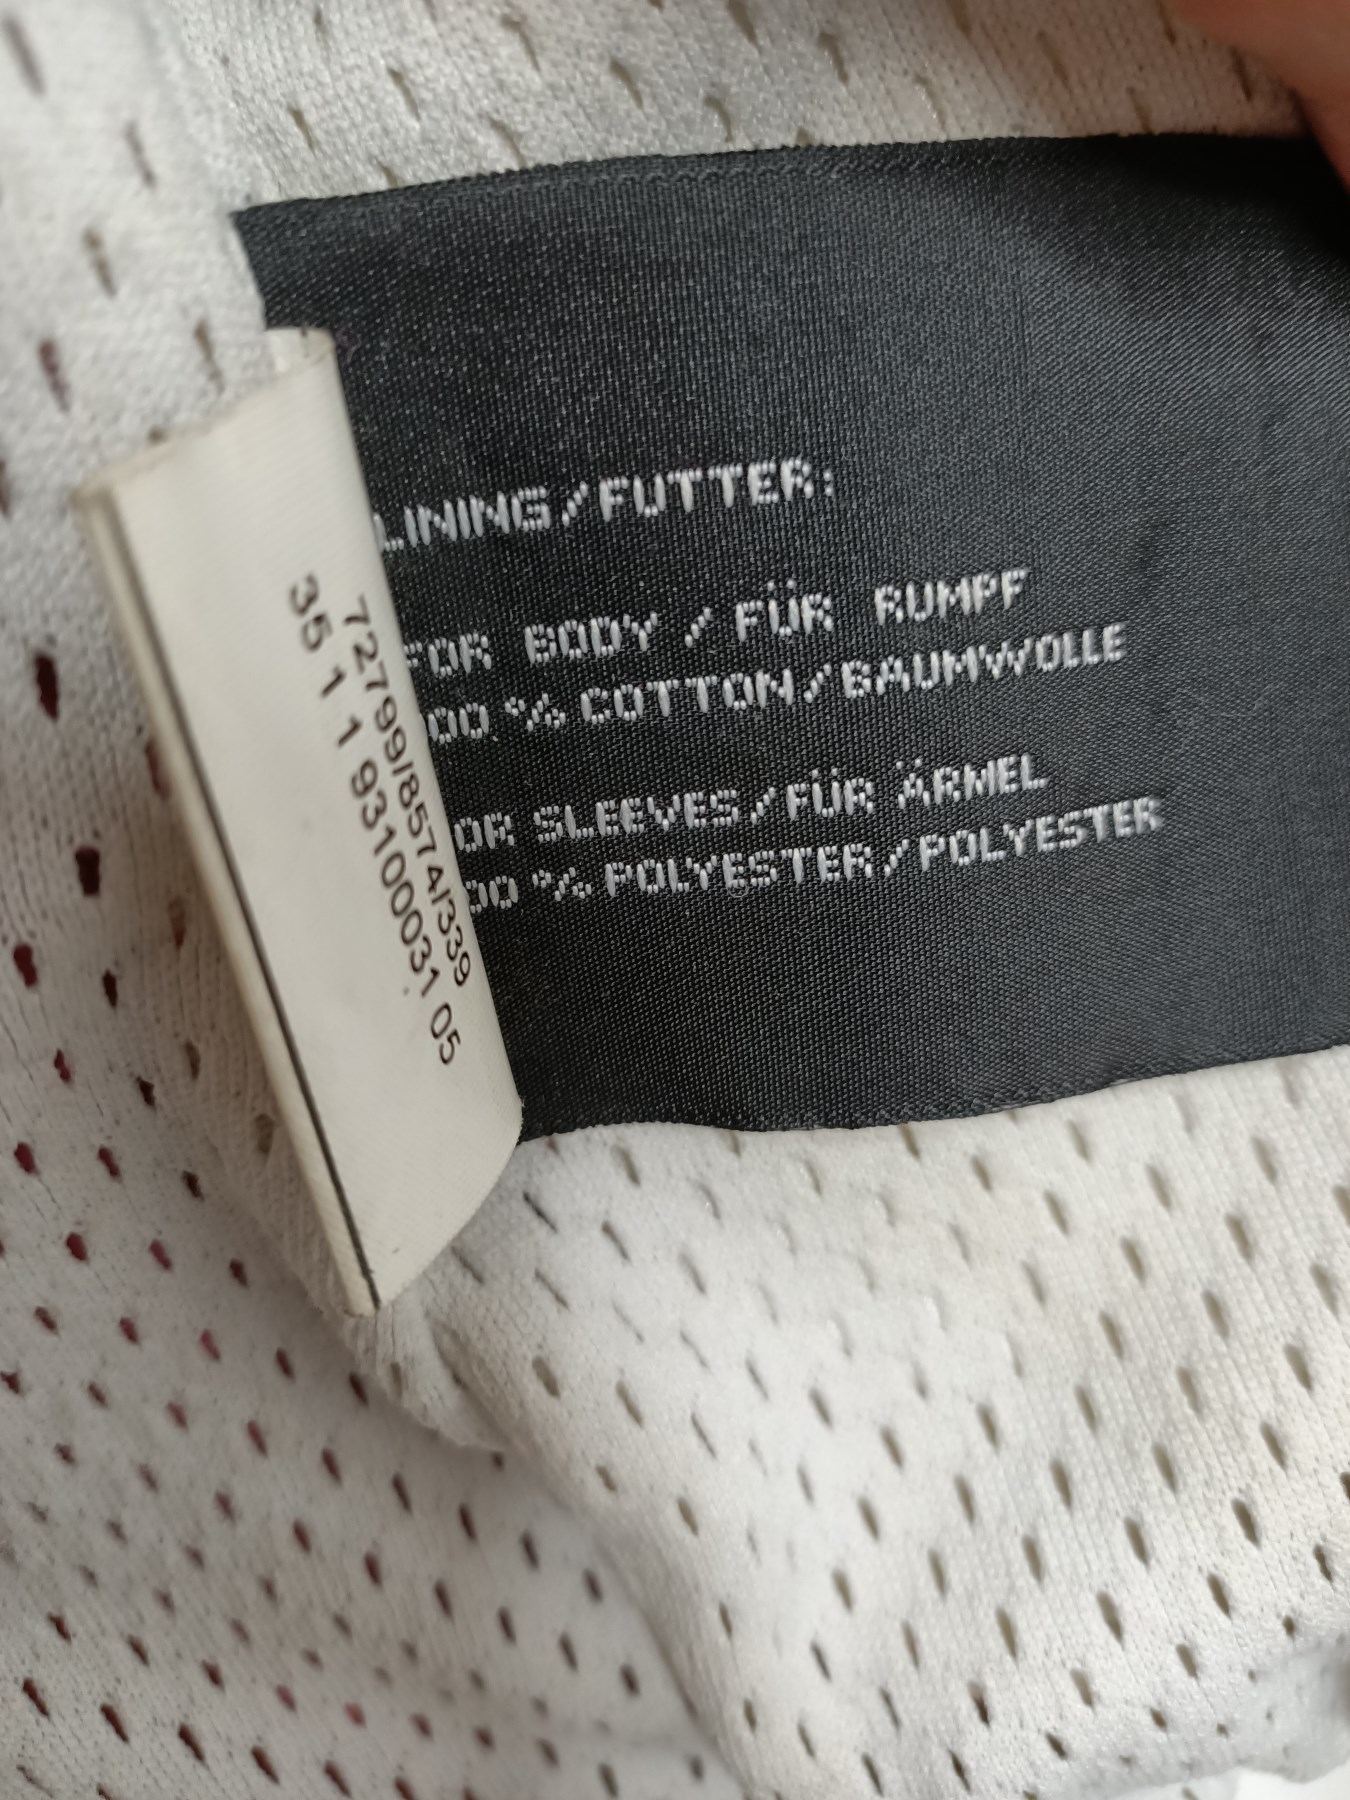 LINING/FUTTER:
FOR BODY / FÜR RUMPF
00 % COTTON/BAUMWOLLE
OR SLEEVES/FÜR ÄRMEL
00 % POLYESTER/POLYESTER
72799/8574/339
35 1 1 93100031 05